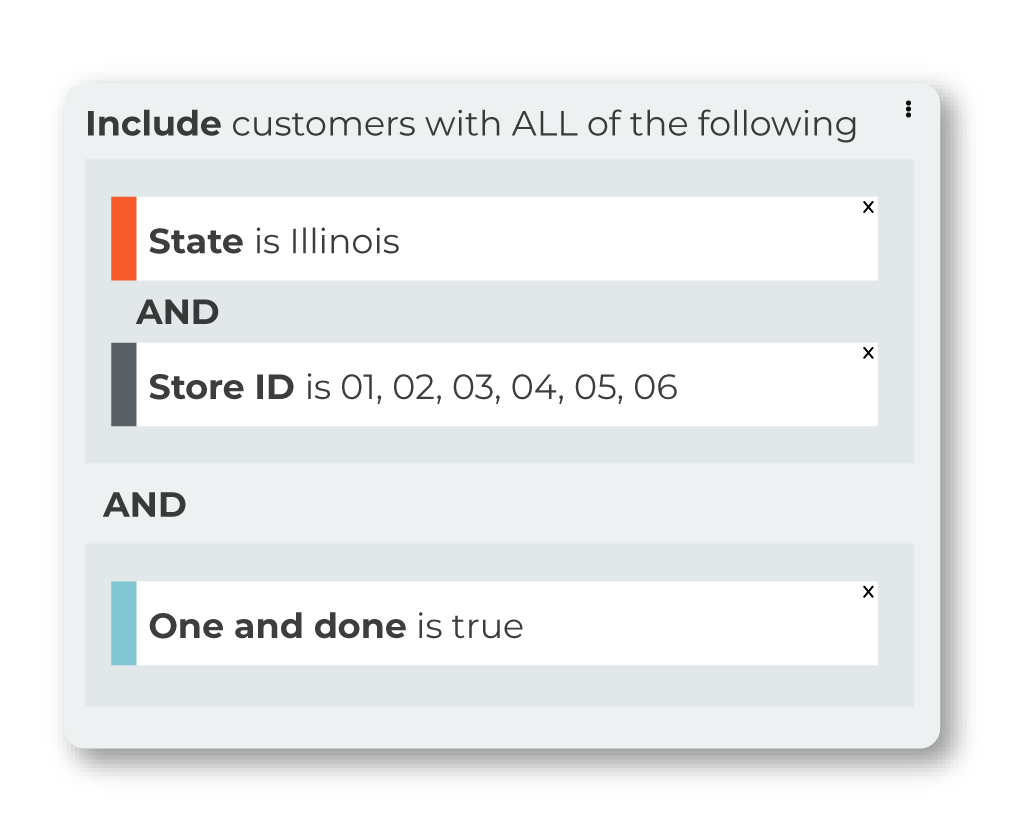 Include customers with ALL of the following
x
State is Illinois
AND
x
Store ID is 01, 02, 03, 04, 05, 06
AND
x
One and done is true